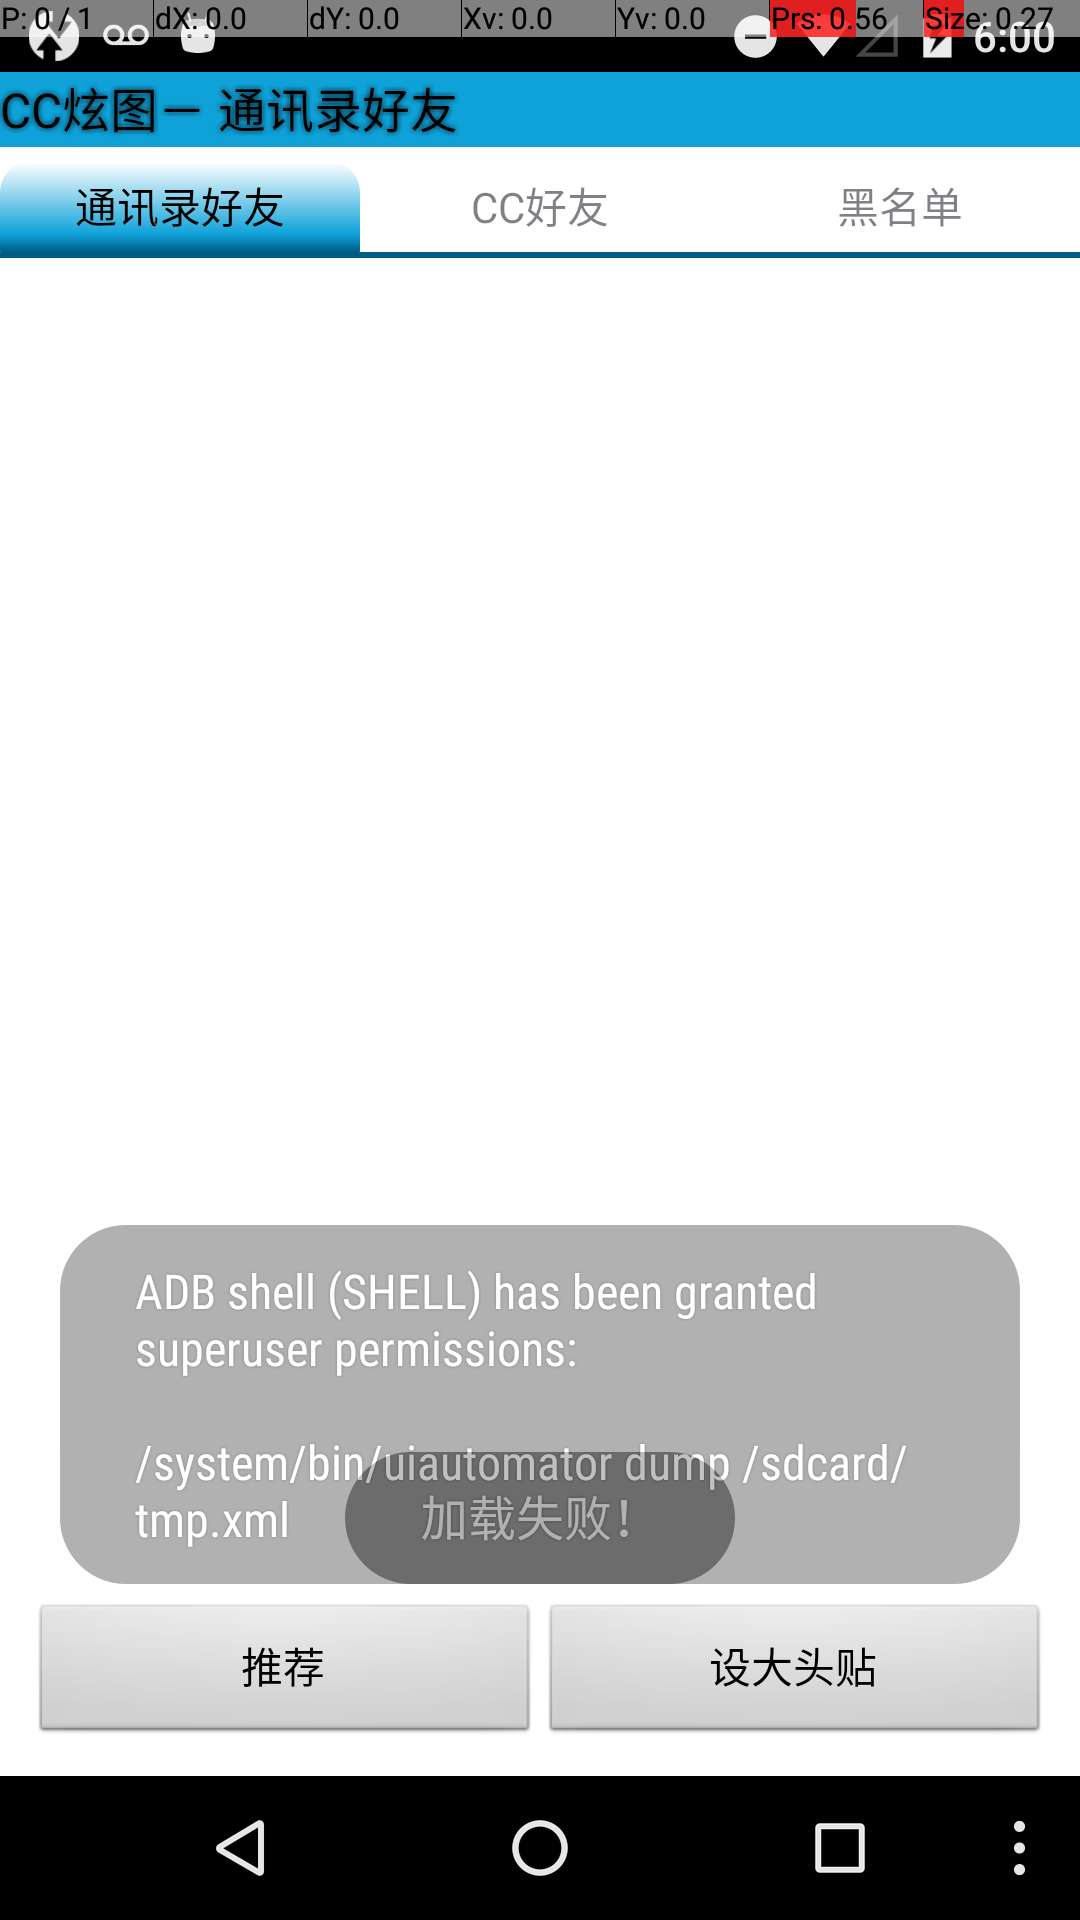 P: 0 / 1 dX: 0.0 dY: 0.0 Xv: 0.0 Yv: 0.0 Prs: 0.56 Size: 0.27
6:00
CC炫图－ 通讯录好友
通讯录好友 CC好友 黑名单
ADB shell (SHELL) has been granted
superuser permissions:
/system/bin/uiautomator dump /sdcard/
tmp.xml
加载失败！
推荐 设大头贴